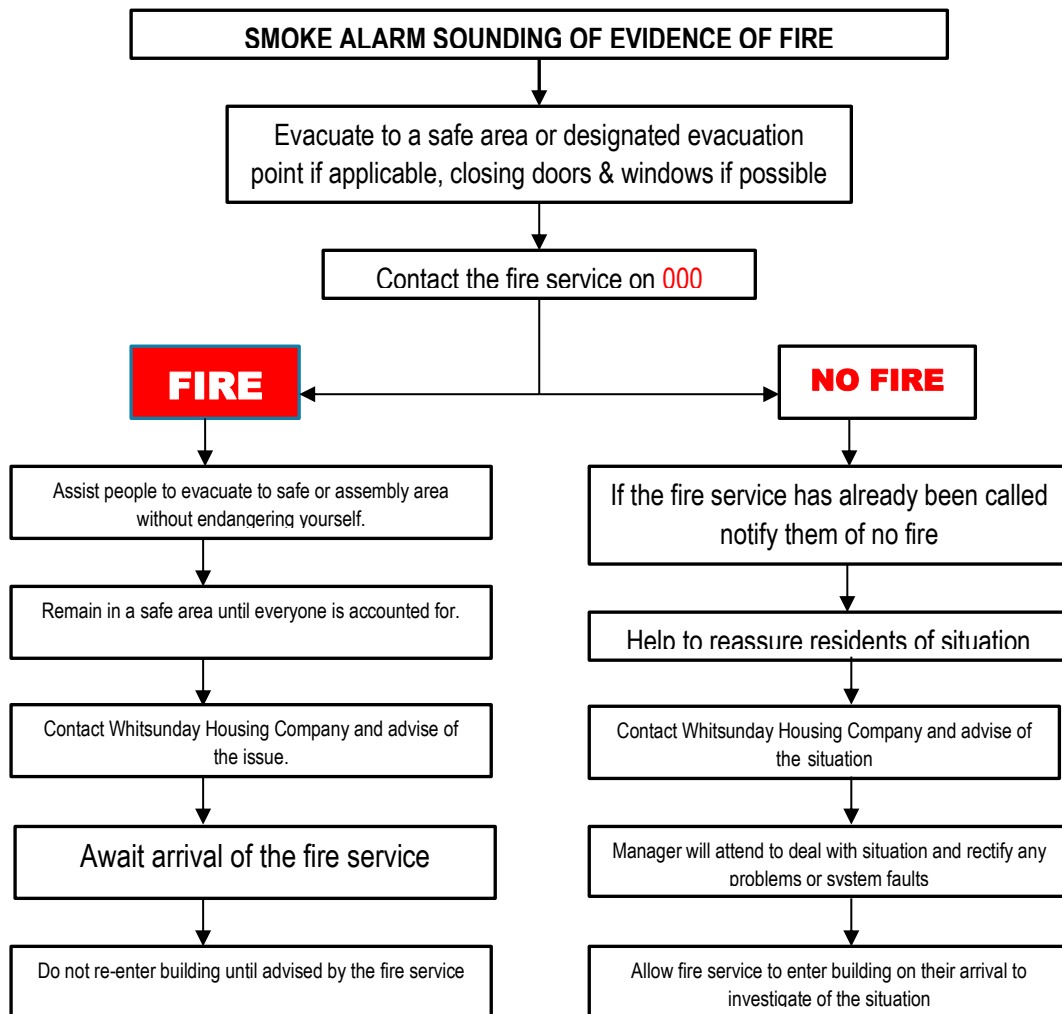 SMOKE ALARM SOUNDING OF EVIDENCE OF FIRE
Evacuate to a safe area or designated evacuation
point if applicable, closing doors & windows if possible
Contact the fire service on 000
FIRE
Assist people to evacuate to safe or assembly area
without endangering yourself.
Remain in a safe area until everyone is accounted for.
Contact Whitsunday Housing Company and advise of
the issue.
Await arrival of the fire service
Do not re-enter building until advised by the fire service
NO FIRE
If the fire service has already been called
notify them of no fire
Help to reassure residents of situation
Contact Whitsunday Housing Company and advise of
the situation
Manager will attend to deal with situation and rectify any
problems or system faults
Allow fire service to enter building on their arrival to
investigate of the situation